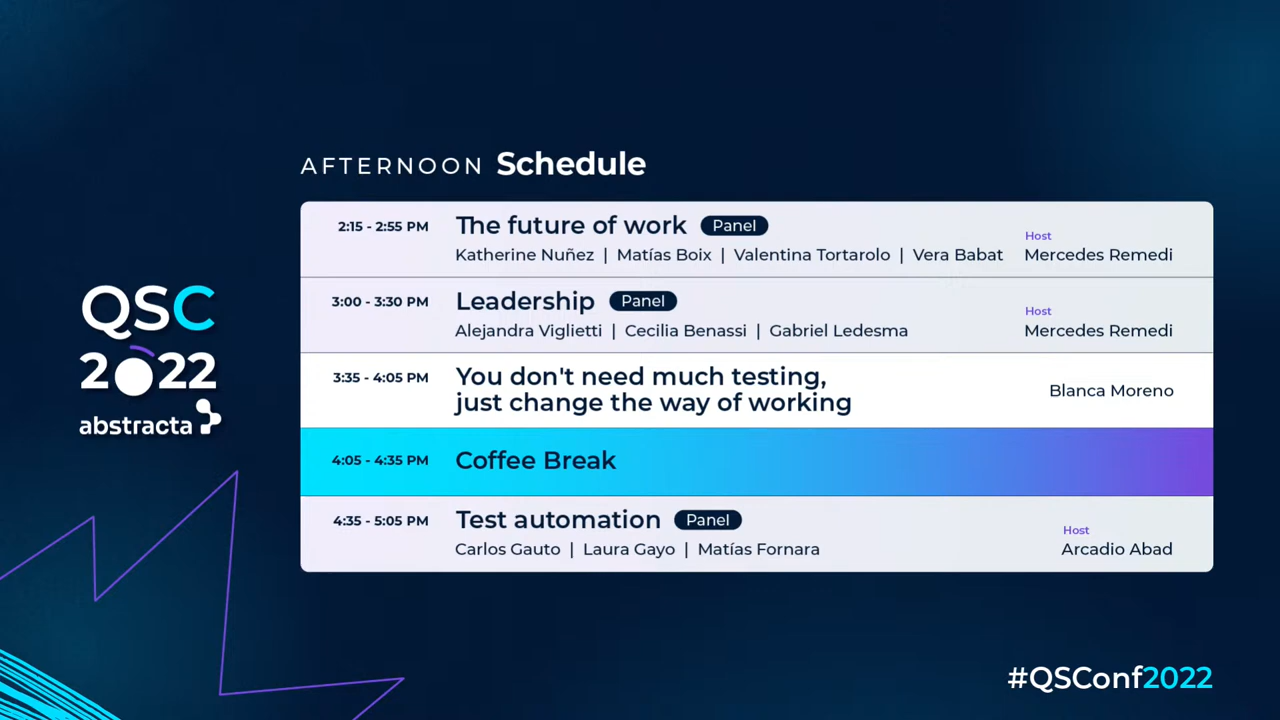 AFTERNOON Schedule
2:15 - 2:55 PM The future of work Panel
Katherine Nuñez | Matías Boix | Valentina Tortarolo | Vera Babat
Host
Mercedes Remedi
3:00 - 3:30 PM Leadership Panel
Alejandra Viglietti | Cecilia Benassi | Gabriel Ledesma
Host
Mercedes Remedi
3:35 - 4:05 PM You don't need much testing,
just change the way of working
Blanca Moreno
4:05 - 4:35 PM Coffee Break
4:35 - 5:05 PM Test automation Panel
Carlos Gauto | Laura Gayo | Matías Fornara
Host
Arcadio Abad
QSC
2022
abstracta
#QSConf2022